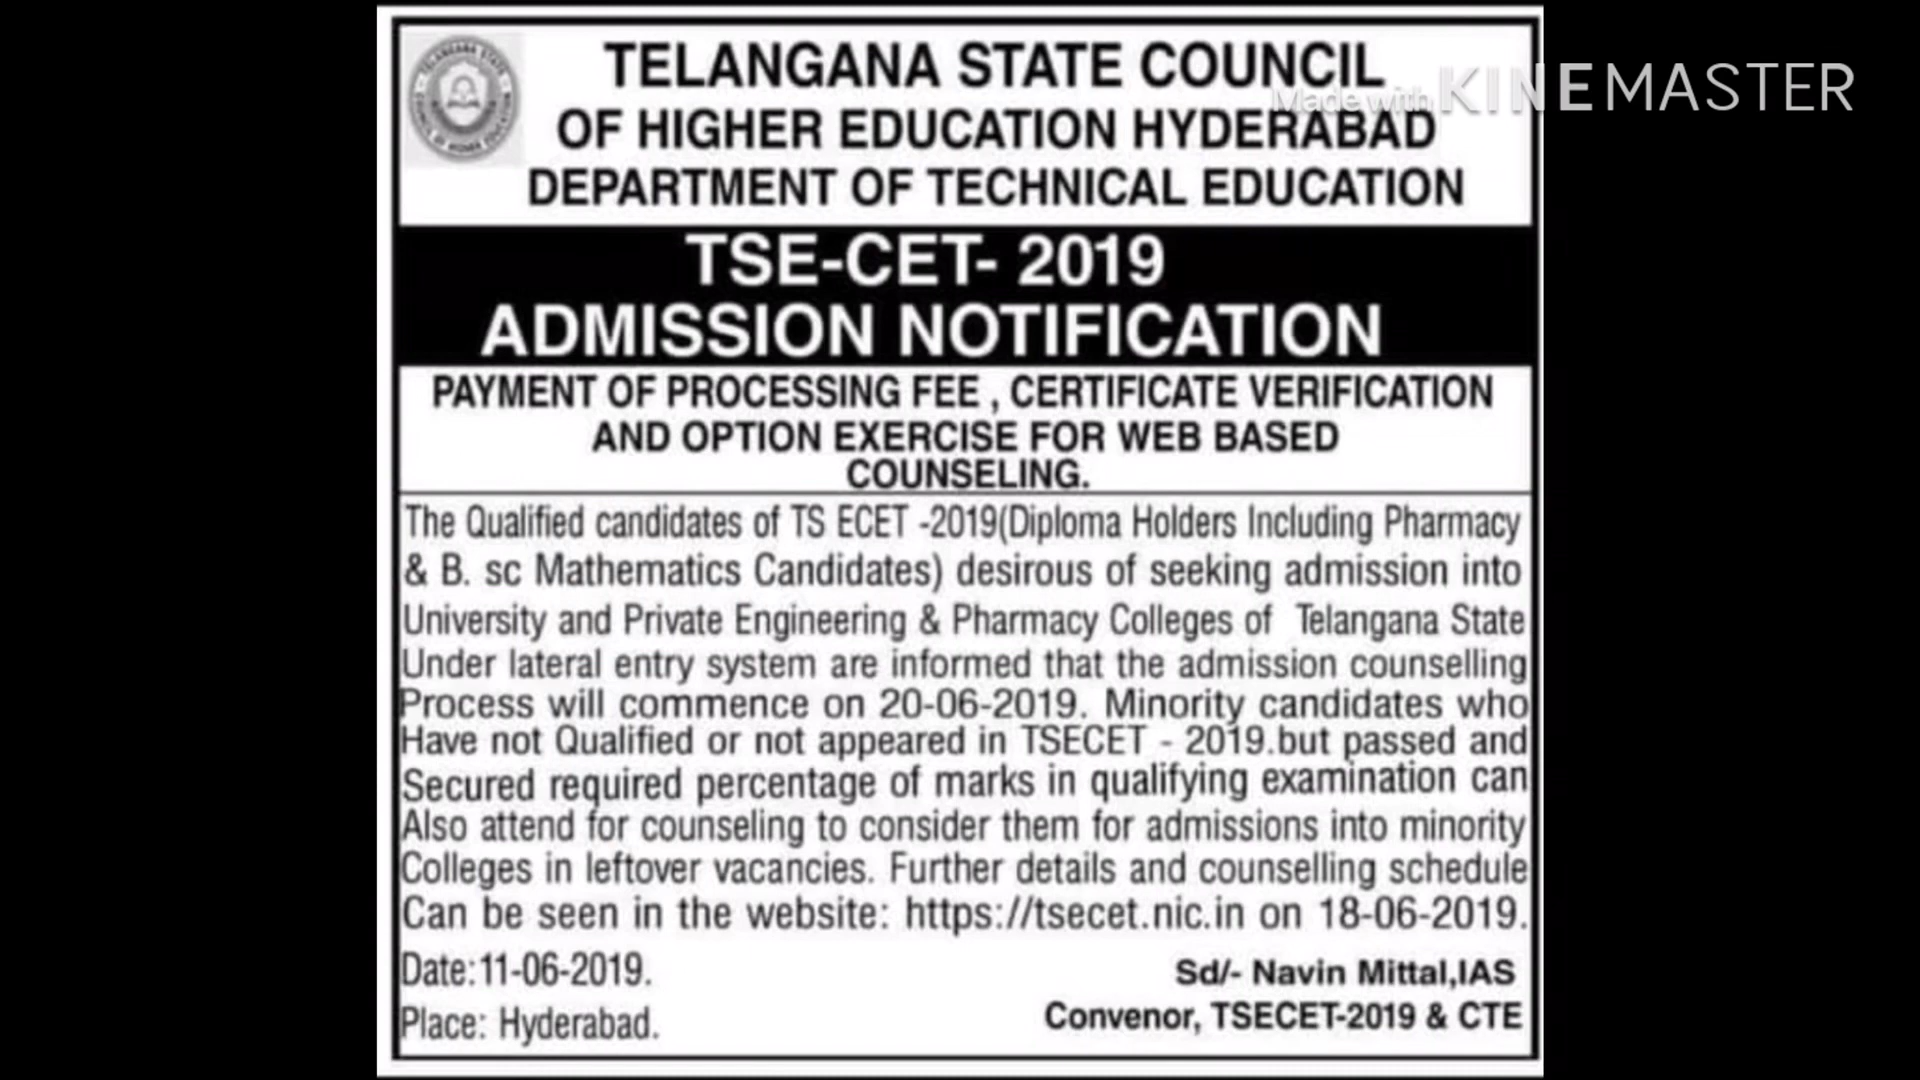 TELANGANA STATE COUNCIL
OF HIGHER EDUCATION HYDERABAD
DEPARTMENT OF TECHNICAL EDUCATION
Made with KINEMASTER
TELANGANA STATE
COUNCIL OF HIGHER EDUCATION
TSE-CET- 2019
ADMISSION NOTIFICATION
PAYMENT OF PROCESSING FEE , CERTIFICATE VERIFICATION
AND OPTION EXERCISE FOR WEB BASED
COUNSELING.
The Qualified candidates of TS ECET -2019(Diploma Holders Including Pharmacy
& B. sc Mathematics Candidates) desirous of seeking admission into
University and Private Engineering & Pharmacy Colleges of Telangana State
Under lateral entry system are informed that the admission counselling
Process will commence on 20-06-2019. Minority candidates who
Have not Qualified or not appeared in TSECET - 2019.but passed and
Secured required percentage of marks in qualifying examination can
Also attend for counseling to consider them for admissions into minority
Colleges in leftover vacancies. Further details and counselling schedule
Can be seen in the website: https://tsecet.nic.in on 18-06-2019.
Date:11-06-2019.
Sd/- Navin Mittal,IAS
Place: Hyderabad.
Convenor, TSECET-2019 & CTE